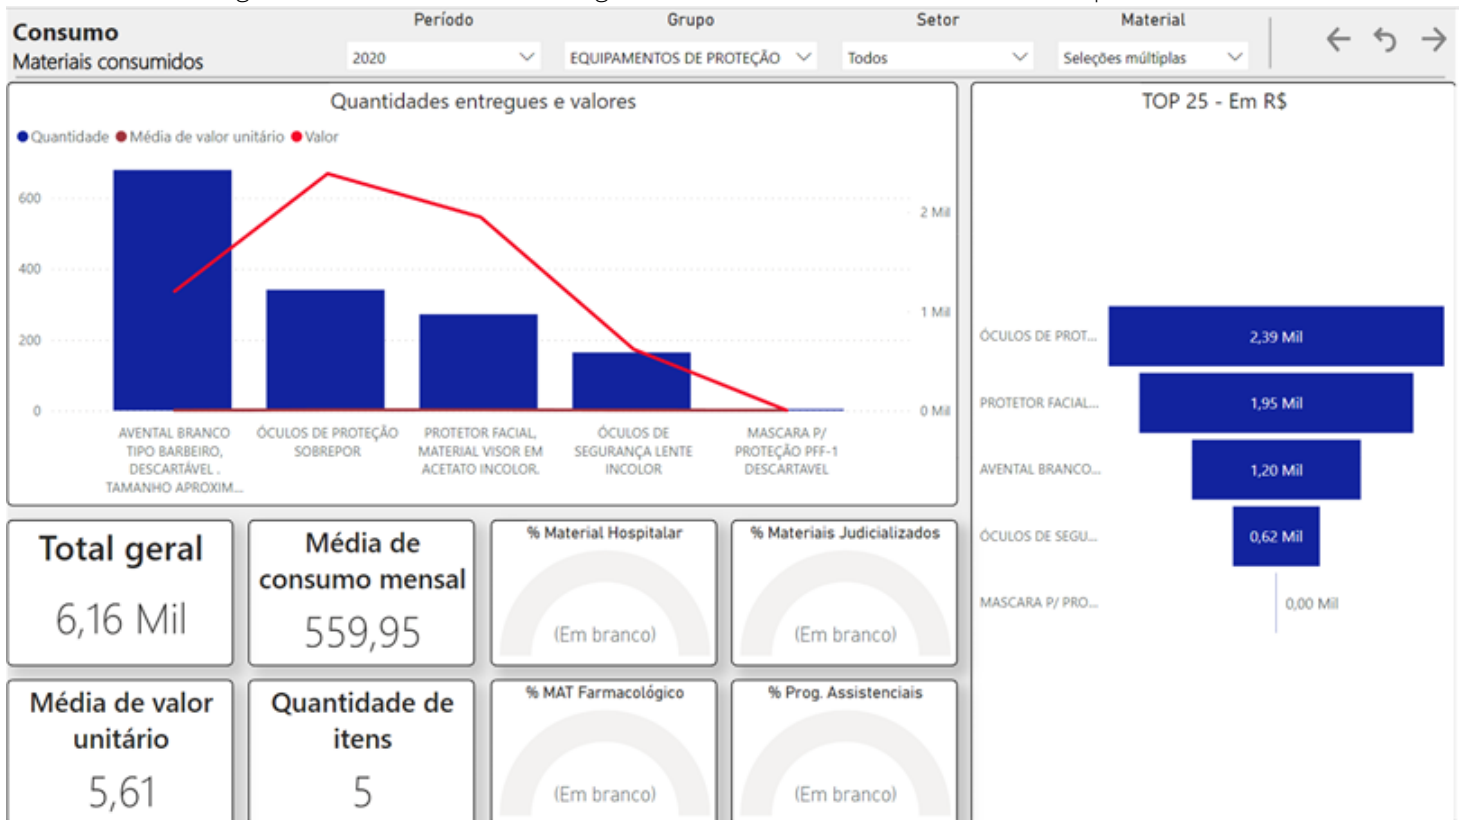 Consumo
Materiais consumidos
Período
2020
Grupo
EQUIPAMENTOS DE PROTEÇÃO
Setor
Todos
Material
Seleções múltiplas
Quantidades entregues e valores
Quantidade
Média de valor unitário
Valor
600
400
200
0
2 Mil
1 Mil
0 Mil
AVENTAL BRANCO
TIPO BARBEIRO,
DESCARTÁVEL .
TAMANHO APROXIM...
ÓCULOS DE PROTEÇÃO
SOBREPOR
PROTETOR FACIAL,
MATERIAL VISOR EM
ACETATO INCOLOR.
ÓCULOS DE
SEGURANÇA LENTE
INCOLOR
MASCARA P/
PROTEÇÃO PFF-1
DESCARTAVEL
TOP 25 - Em R$
ÓCULOS DE PROT...
2,39 Mil
PROTETOR FACIAL...
1,95 Mil
AVENTAL BRANCO...
1,20 Mil
ÓCULOS DE SEGU...
0,62 Mil
MASCARA P/ PRO...
0,00 Mil
Total geral
6,16 Mil
Média de
consumo mensal
559,95
% Material Hospitalar
(Em branco)
% Materiais Judicializados
(Em branco)
Média de valor
unitário
5,61
Quantidade de
itens
5
% MAT Farmacológico
(Em branco)
% Prog. Assistenciais
(Em branco)